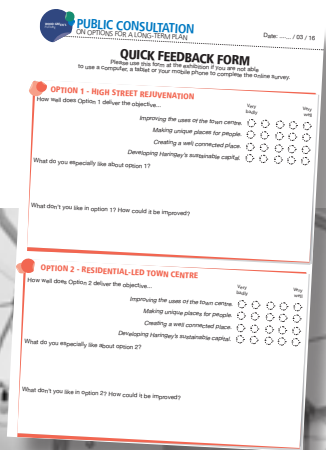 PUBLIC CONSULTATION
ON OPTIONS FOR A LONG-TERM PLAN
Date: ...... / 03 / 16
QUICK FEEDBACK FORM
Please use this form at the exhibition if you are not able
to use a computer, a tablet or your mobile phone to complete the online survey.
OPTION 1 - HIGH STREET REJUVENATION
How well does Option 1 deliver the objective...
Very badly
Very well
Improving the uses of the town centre.
Making unique places for people.
Creating a well connected place.
Developing Haringey's sustainable capital.
What do you especially like about option 1?
What don't you like in option 1? How could it be improved?
OPTION 2 - RESIDENTIAL-LED TOWN CENTRE
How well does Option 2 deliver the objective...
Very badly
Very well
Improving the uses of the town centre.
Making unique places for people.
Creating a well connected place.
Developing Haringey's sustainable capital.
What do you especially like about option 2?
What don't you like in option 2? How could it be improved?